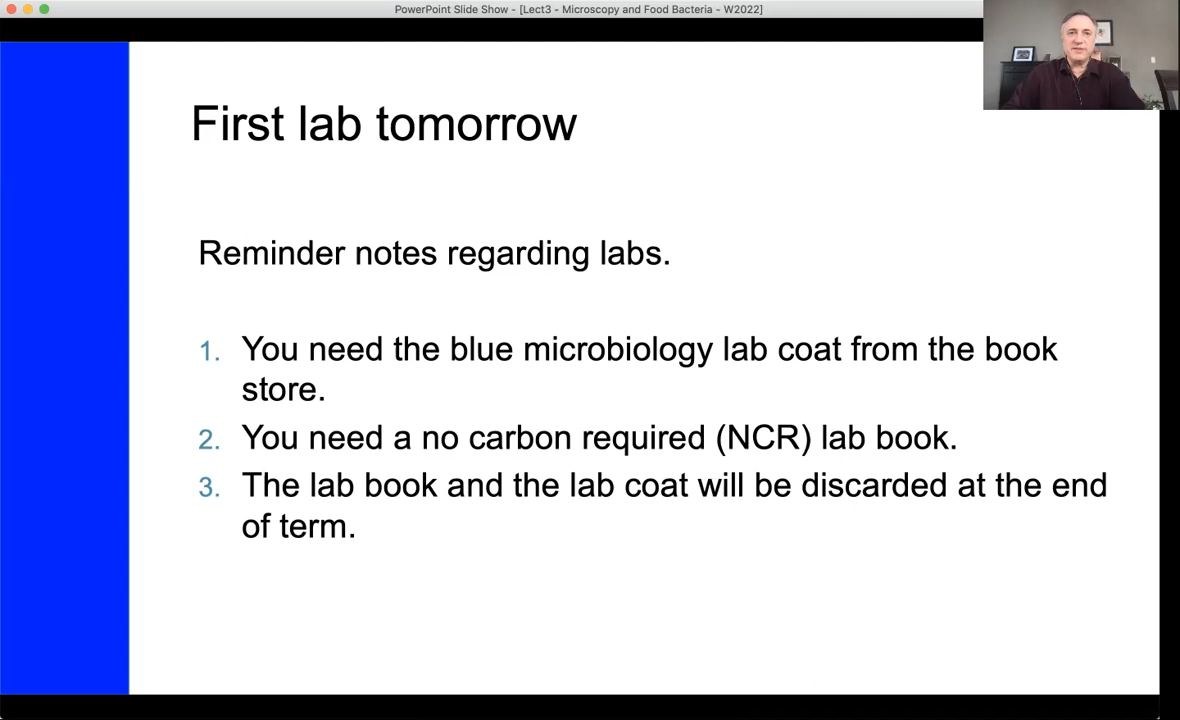 PowerPoint Slide Show - [Lect3 - Microscopy and Food Bacteria - W2022]
First lab tomorrow
Reminder notes regarding labs.
1. You need the blue microbiology lab coat from the book
store.
2. You need a no carbon required (NCR) lab book.
3. The lab book and the lab coat will be discarded at the end
of term.